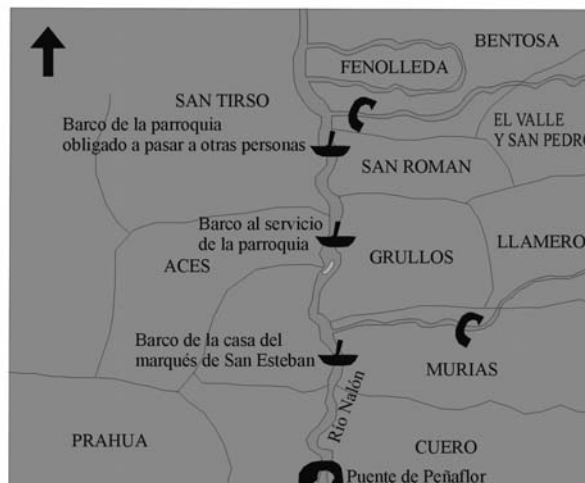 BENTOSA
FENOLLEDA
SAN TIRSO
Barco de la parroquia
obligado a pasar a otras personas
EL VALLE
Y SAN PEDRO
SAN ROMAN
Barco al servicio
de la parroquia
LLAMERO
GRULLOS
ACES
Barco de la casa del
marqués de San Esteban
MURIAS
Río Nalón
PRAHUA
CUERO
Puente de Peñaflor